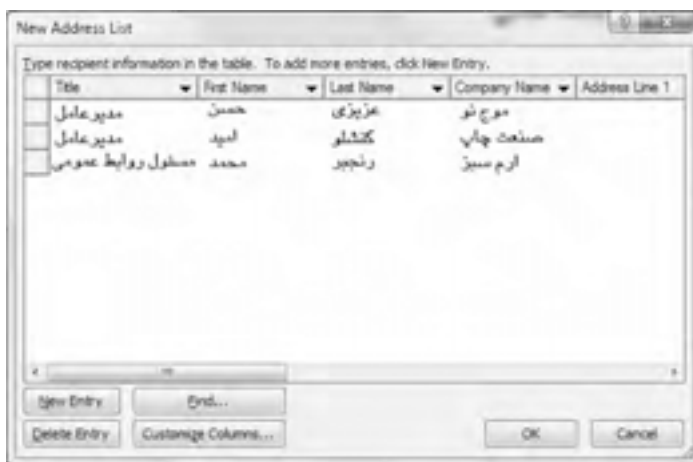 New Address List
Type recipient information in the table. To add more entries, click New Entry.
Title First Name Last Name Company Name Address Line 1
مدیرعامل حسن عزیزی موج نو
مدیرعامل امید صنعت چاپ
مسئول روابط عمومی محمد رنجبر ارم سبز
New Entry Find...
Delete Entry Customize Columns... OK Cancel